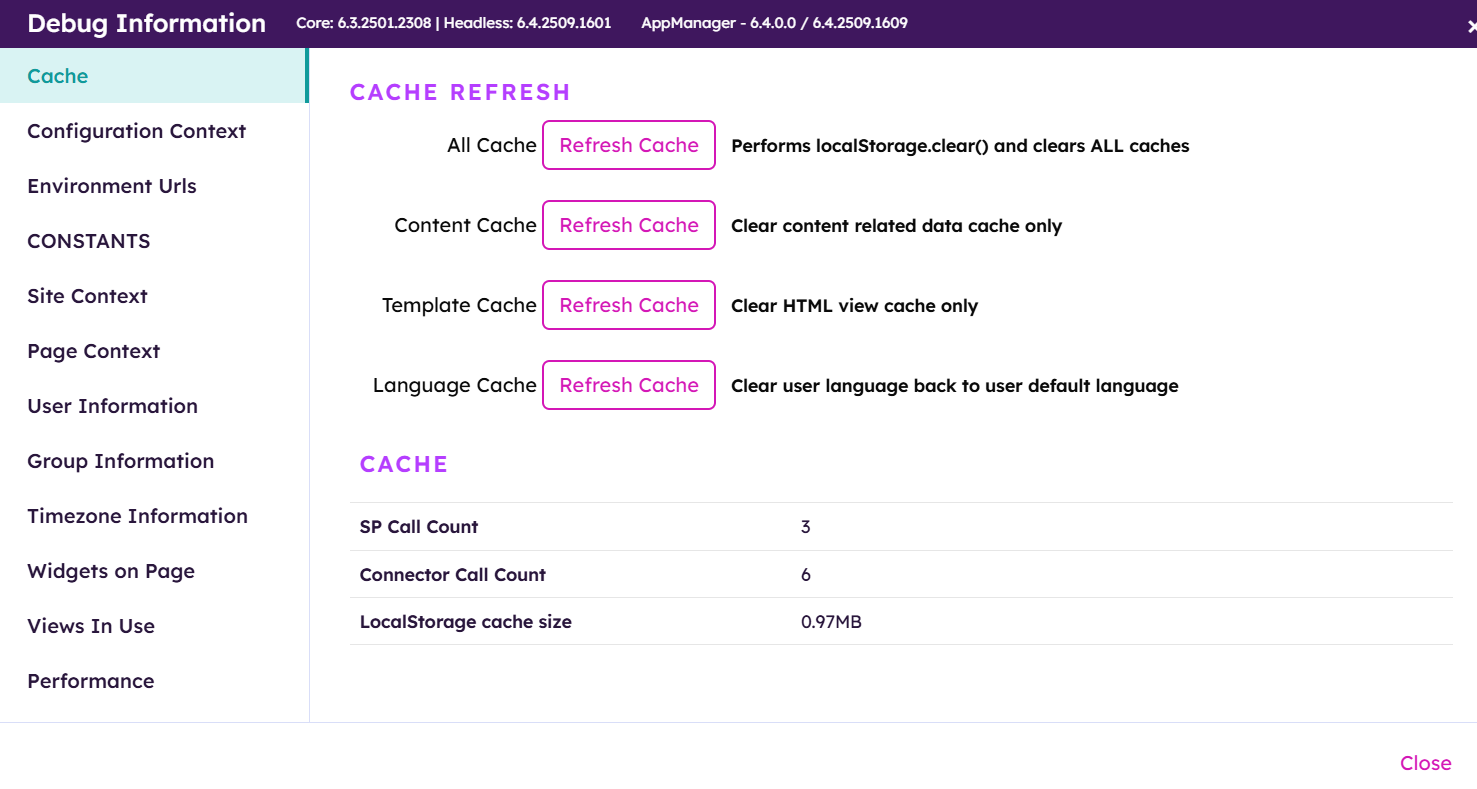 Debug Information Core: 6.3.2501.2308 | Headless: 6.4.2509.1601 AppManager - 6.4.0.0 / 6.4.2509.1609
Cache
Configuration Context
Environment Urls
CONSTANTS
Site Context
Page Context
User Information
Group Information
Timezone Information
Widgets on Page
Views In Use
Performance
CACHE REFRESH
All Cache Refresh Cache Performs localStorage.clear() and clears ALL caches
Content Cache Refresh Cache Clear content related data cache only
Template Cache Refresh Cache Clear HTML view cache only
Language Cache Refresh Cache Clear user language back to user default language
CACHE
SP Call Count 3
Connector Call Count 6
LocalStorage cache size 0.97MB
Close